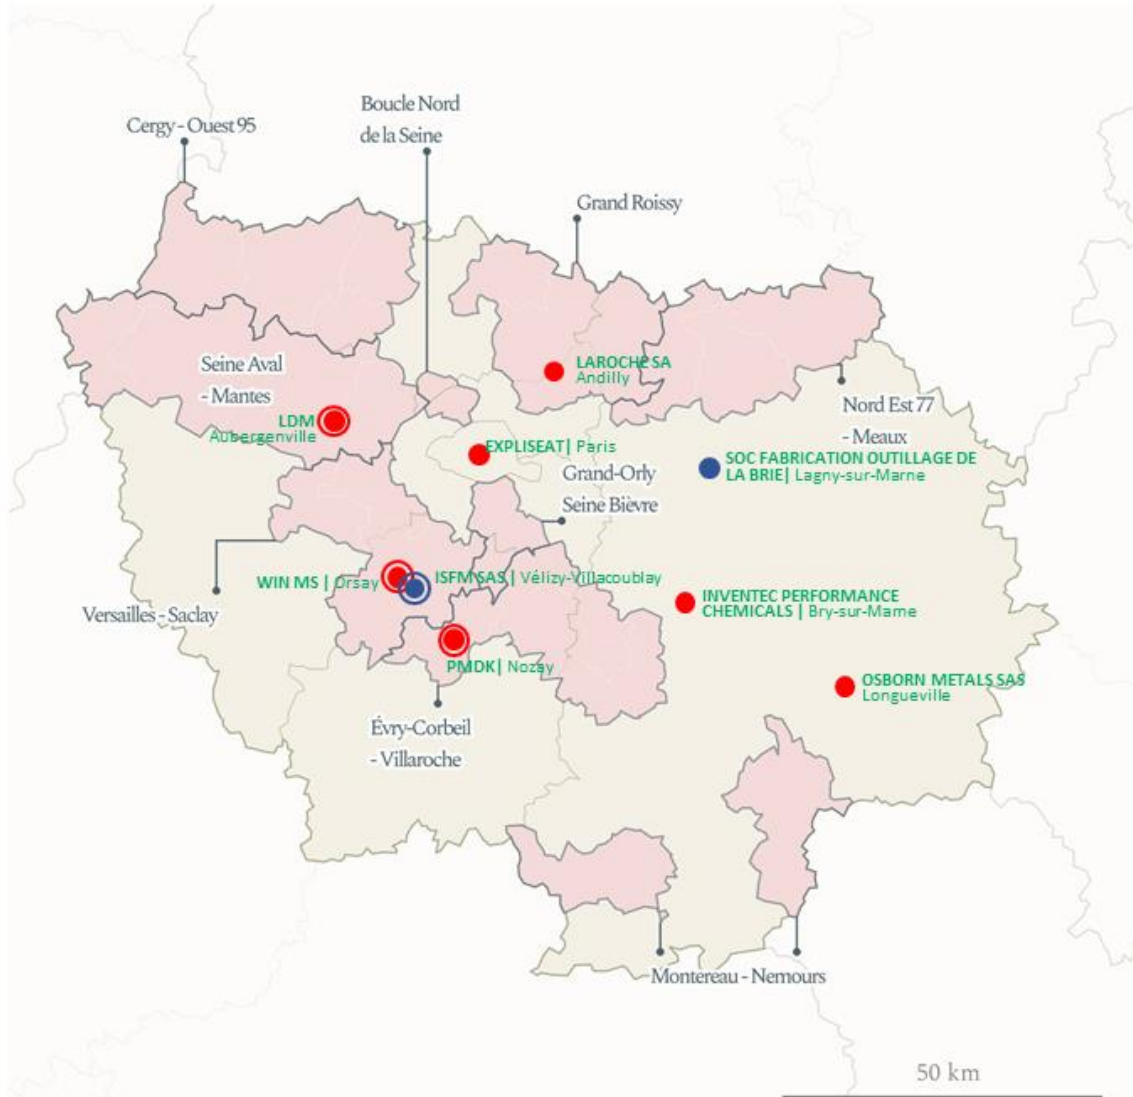 Boucle Nord
de la Seine
Cergy - Ouest 95
Grand Roissy
Seine Aval
- Mantes
LAROCHE SA
Andilly
LDM
Aubergenville
Nord Est 77
- Meaux
EXPLISEAT| Paris
SOC FABRICATION OUTILLAGE DE
LA BRIE| Lagny-sur-Marne
Grand-Orly
Seine Bièvre
WIN MS | Orsay
ISFM SAS | Vélizy-Villacoublay
INVENTEC PERFORMANCE
CHEMICALS | Bry-sur-Marne
Versailles - Saclay
PMDK| Nozay
OSBORN METALS SAS
Longueville
Évry-Corbeil
- Villaroche
Montereau - Nemours
50 km